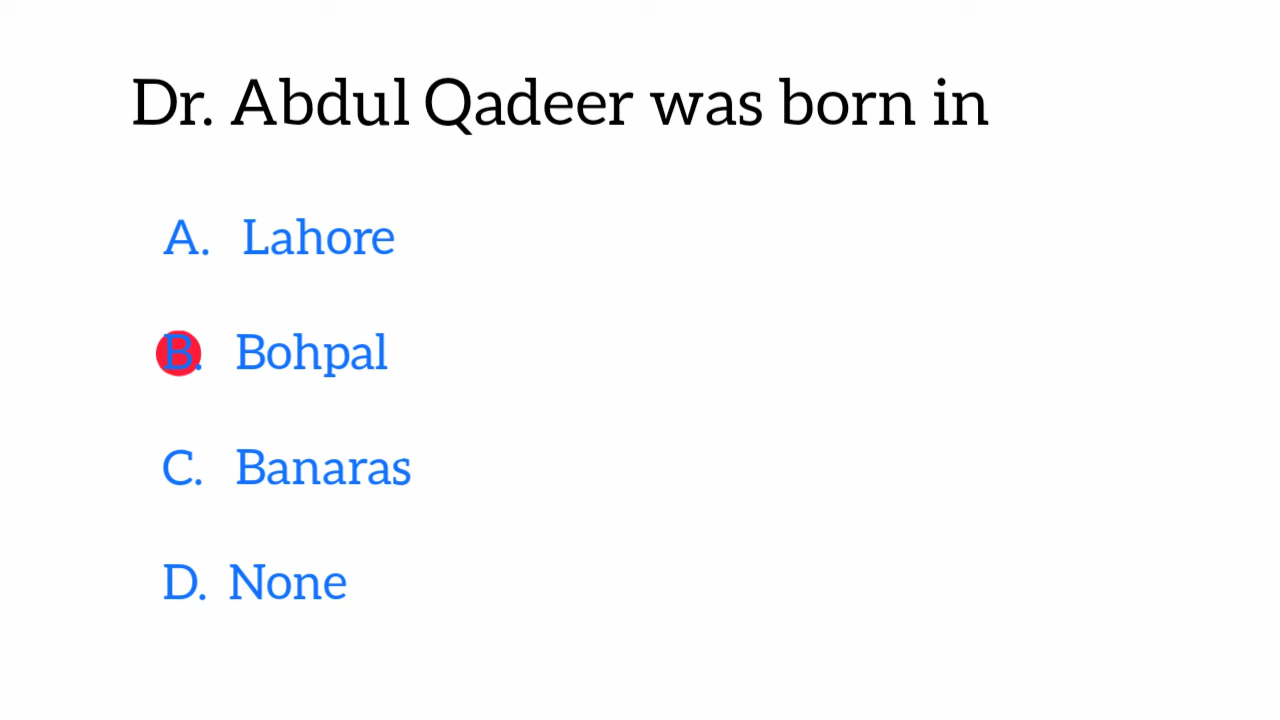 Dr. Abdul Qadeer was born in
A. Lahore
B. Bohpal
C. Banaras
D. None